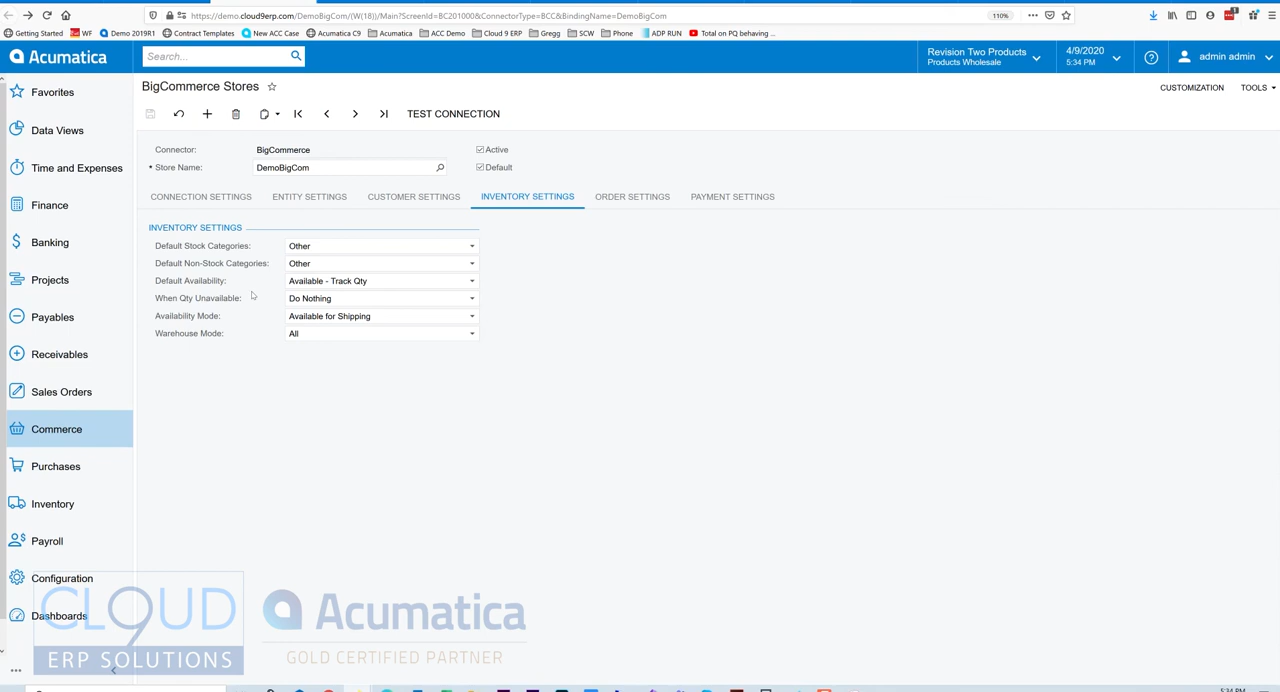 https://demo.cloud9erp.com/DemoBigCom/(W(18))/Main?ScreenId=BC201000&ConnectorType=BCC&BindingName=DemoBigCom
110%
Getting Started
WF
Demo 2019R1
Contract Templates
New ACC Case
Acumatica C9
Acumatica
ACC Demo
Cloud 9 ERP
Gregg
SCW
Phone
ADP RUN
Total on PQ behaving ...
Acumatica
Search...
Revision Two Products
Products Wholesale
4/9/2020
5:34 PM
admin admin
Favorites
Data Views
Time and Expenses
Finance
Banking
Projects
Payables
Receivables
Sales Orders
Commerce
Purchases
Inventory
Payroll
Configuration
Dashboards
BigCommerce Stores
CUSTOMIZATION
TOOLS
TEST CONNECTION
Connector: BigCommerce
Active
Store Name: DemoBigCom
Default
CONNECTION SETTINGS
ENTITY SETTINGS
CUSTOMER SETTINGS
INVENTORY SETTINGS
ORDER SETTINGS
PAYMENT SETTINGS
INVENTORY SETTINGS
Default Stock Categories: Other
Default Non-Stock Categories: Other
Default Availability: Available - Track Qty
When Qty Unavailable: Do Nothing
Availability Mode: Available for Shipping
Warehouse Mode: All
CLOUD 9
ERP SOLUTIONS
Acumatica
GOLD CERTIFIED PARTNER
5:34 PM